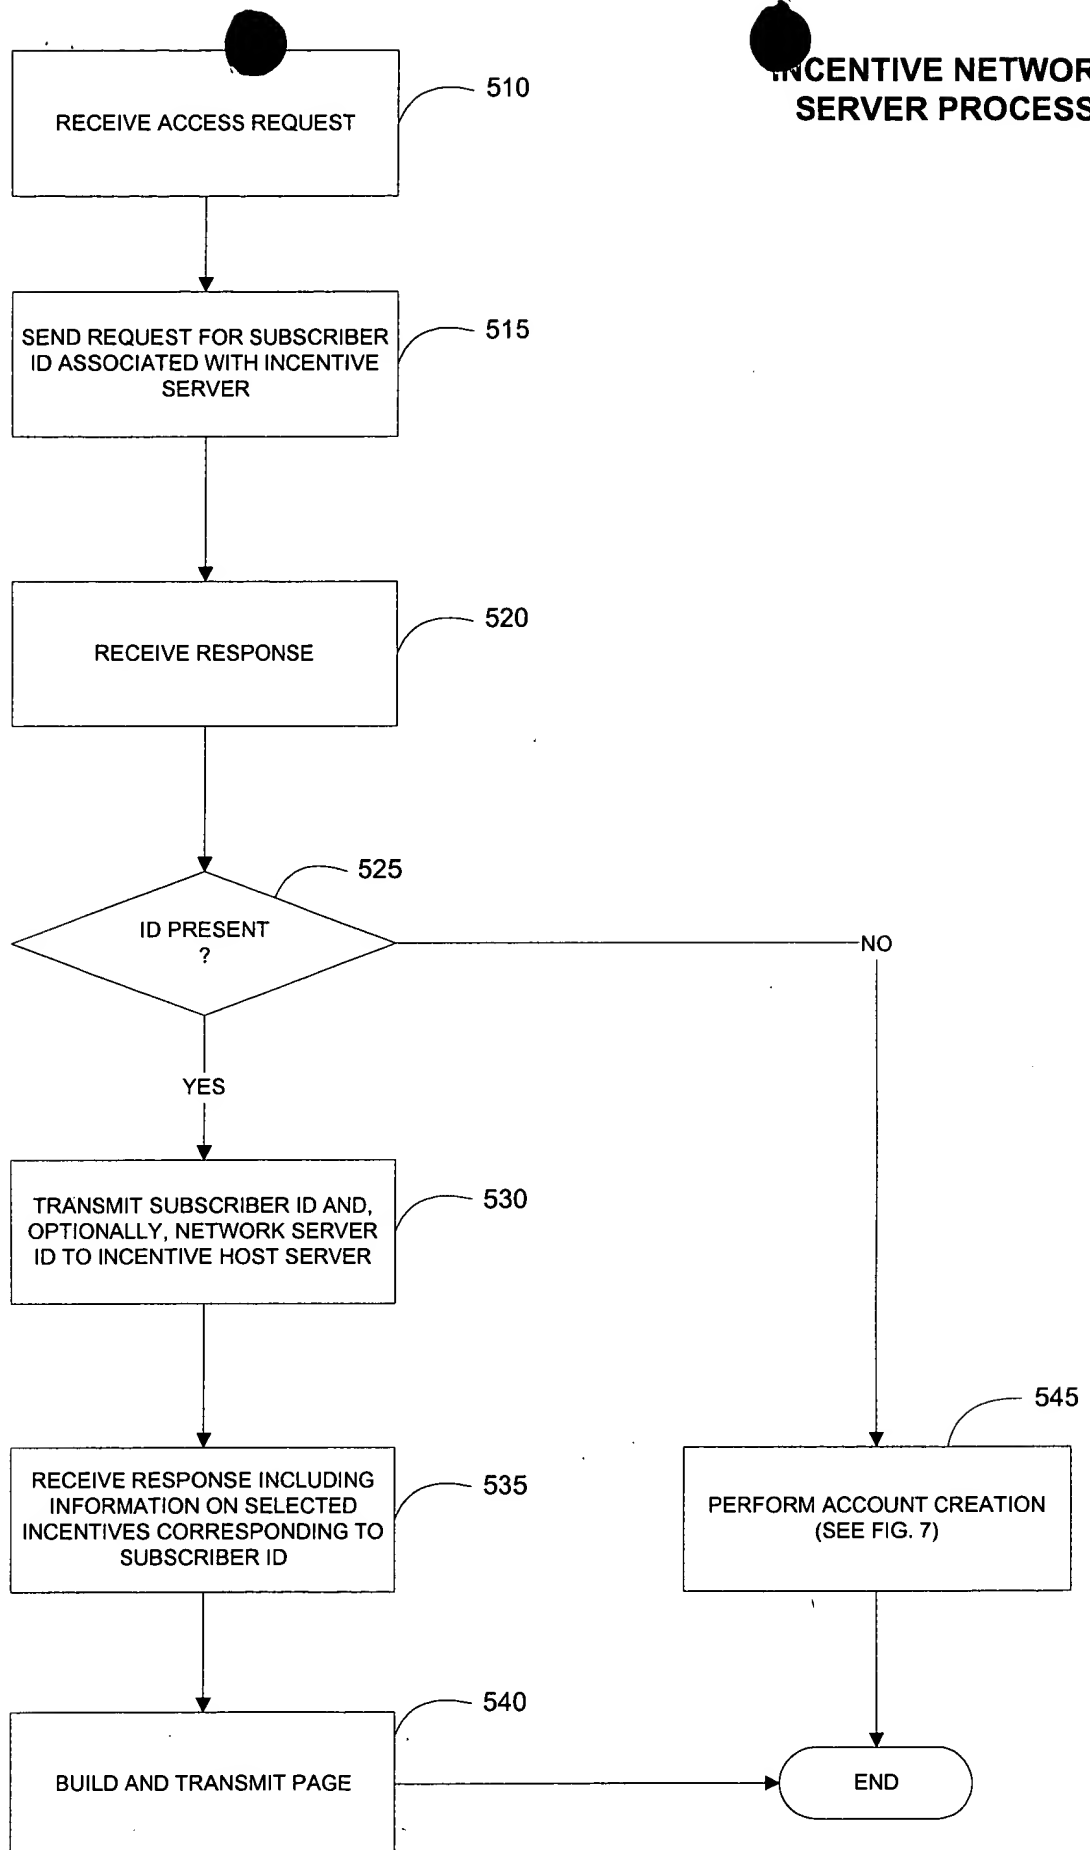 INCENTIVE NETWOR
SERVER PROCESS
510
RECEIVE ACCESS REQUEST
515
SEND REQUEST FOR SUBSCRIBER
ID ASSOCIATED WITH INCENTIVE
SERVER
520
RECEIVE RESPONSE
525
ID PRESENT
?
NO
YES
530
TRANSMIT SUBSCRIBER ID AND,
OPTIONALLY, NETWORK SERVER
ID TO INCENTIVE HOST SERVER
545
535
RECEIVE RESPONSE INCLUDING
INFORMATION ON SELECTED
INCENTIVES CORRESPONDING TO
SUBSCRIBER ID
PERFORM ACCOUNT CREATION
(SEE FIG. 7)
540
BUILD AND TRANSMIT PAGE
END